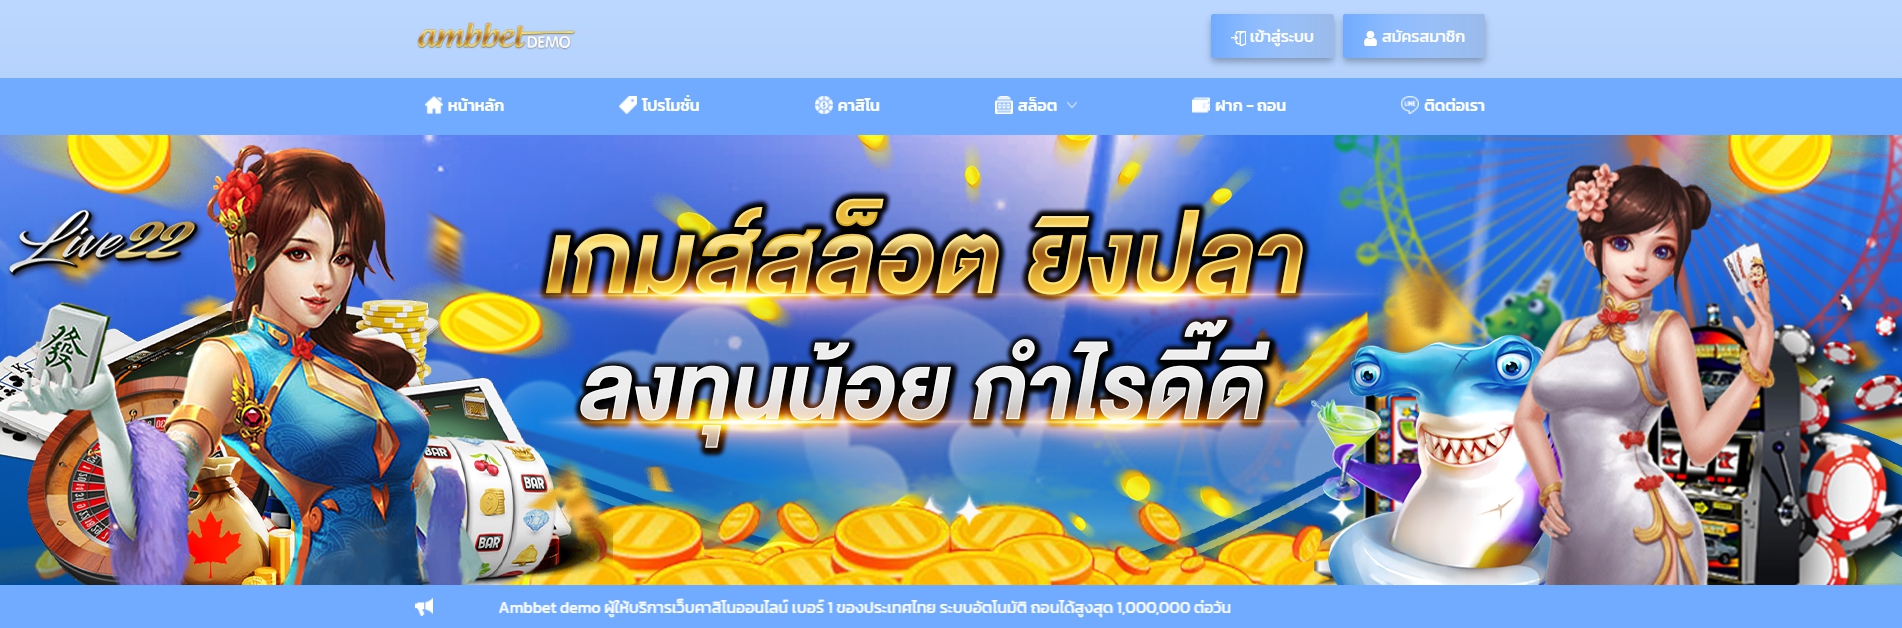 ambbet DEMO
เข้าสู่ระบบ
สมัครสมาชิก
หน้าหลัก
โปรโมชั่น
คาสิโน
สล็อต
ฝาก - ถอน
ติดต่อเรา
Live22
เกมส์สล็อต ยิงปลา
ลงทุนน้อย กำไรดี๊ดี
發
BAR
BAR
BAR
Ambbet demo ผู้ให้บริการเว็บคาสิโนออนไลน์ เบอร์ 1 ของประเทศไทย ระบบอัตโนมัติ ถอนได้สูงสุด 1,000,000 ต่อวัน